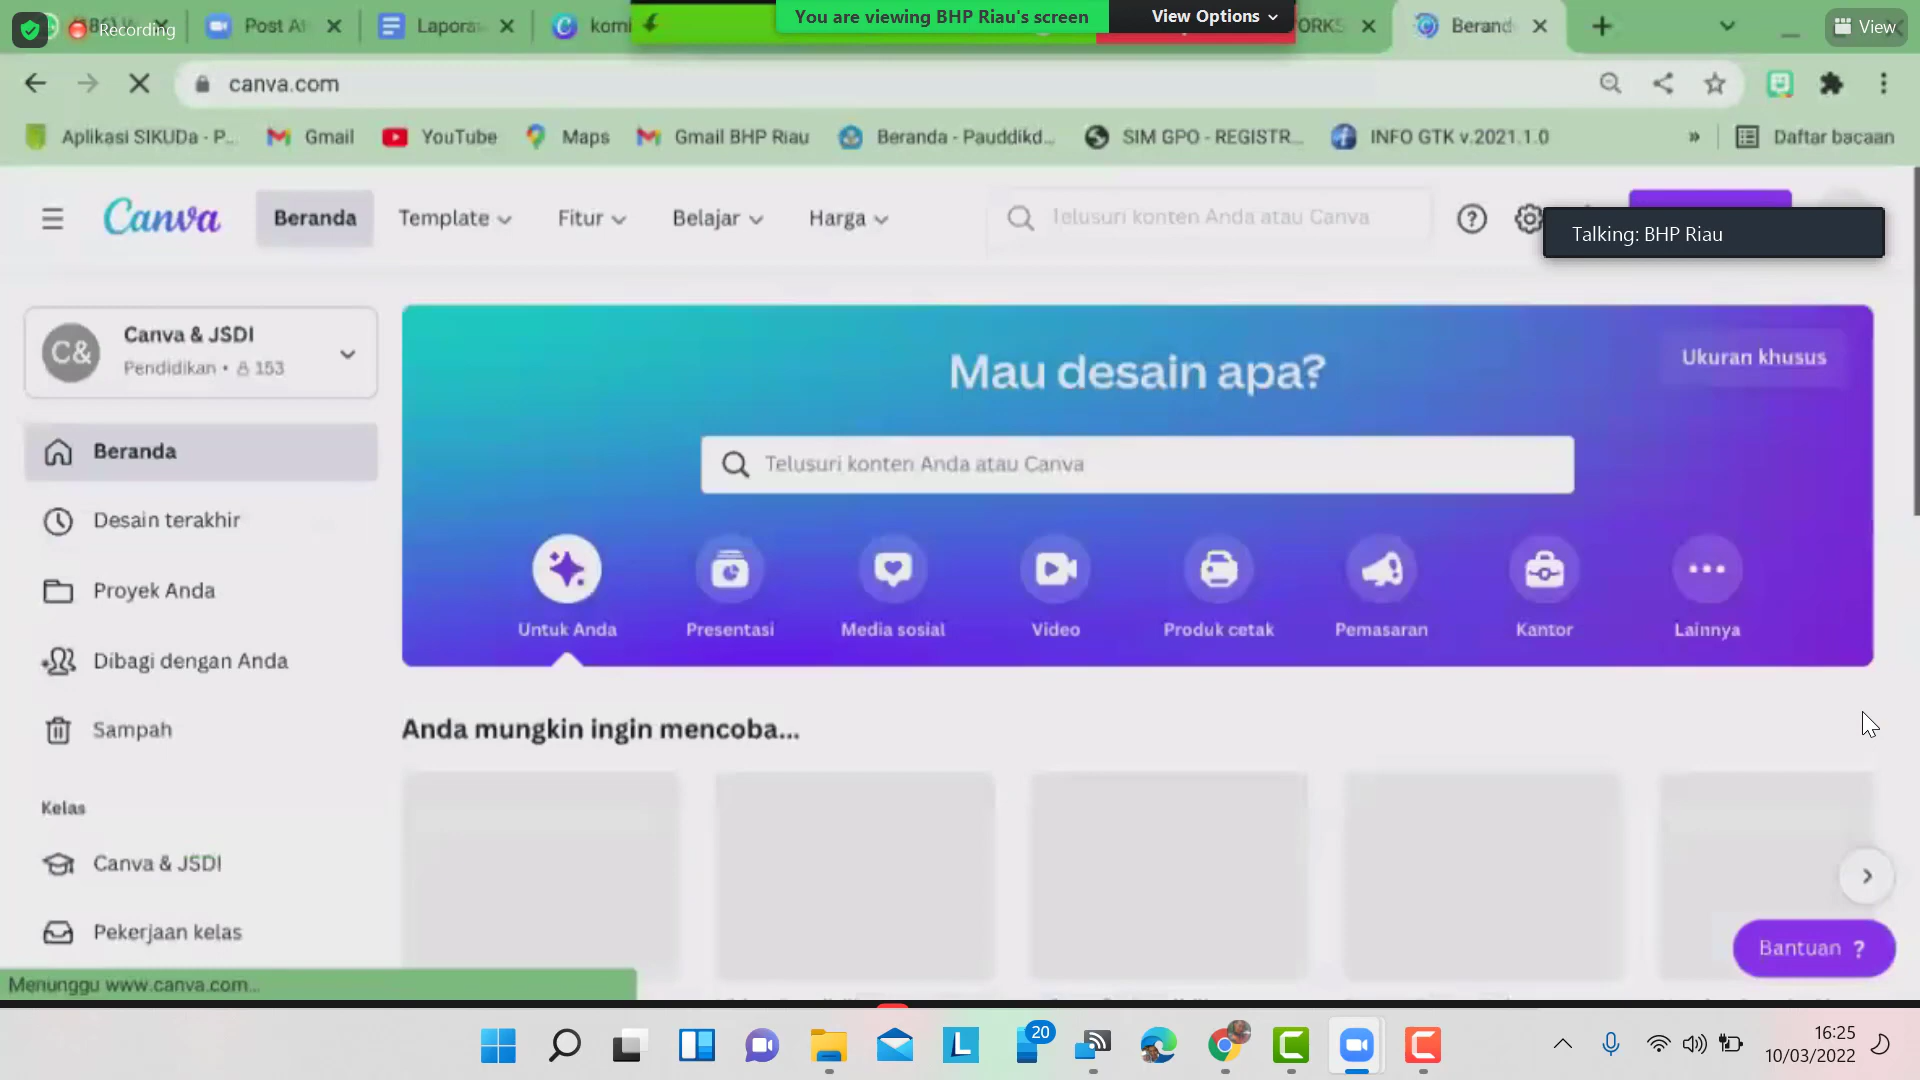 Recording
Post A
Lapora
kom
You are viewing BHP Riau's screen
View Options
ORKS
Berand
View
canva.com
Aplikasi SIKUDa - P...
Gmail
YouTube
Maps
Gmail BHP Riau
Beranda - Pauddikd...
SIM GPO - REGISTR...
INFO GTK v.2021.1.0
»
Daftar bacaan
Canva
Beranda
Template
Fitur
Belajar
Harga
Telusuri konten Anda atau Canva
Talking: BHP Riau
C&
Canva & JSDI
Pendidikan • 153
Mau desain apa?
Ukuran khusus
Telusuri konten Anda atau Canva
Beranda
Desain terakhir
Proyek Anda
Dibagi dengan Anda
Sampah
Untuk Anda
Presentasi
Media sosial
Video
Produk cetak
Pemasaran
Kantor
Lainnya
Anda mungkin ingin mencoba...
Kelas
Canva & JSDI
Pekerjaan kelas
Bantuan ?
Menunggu www.canva.com...
20
L
16:25
10/03/2022